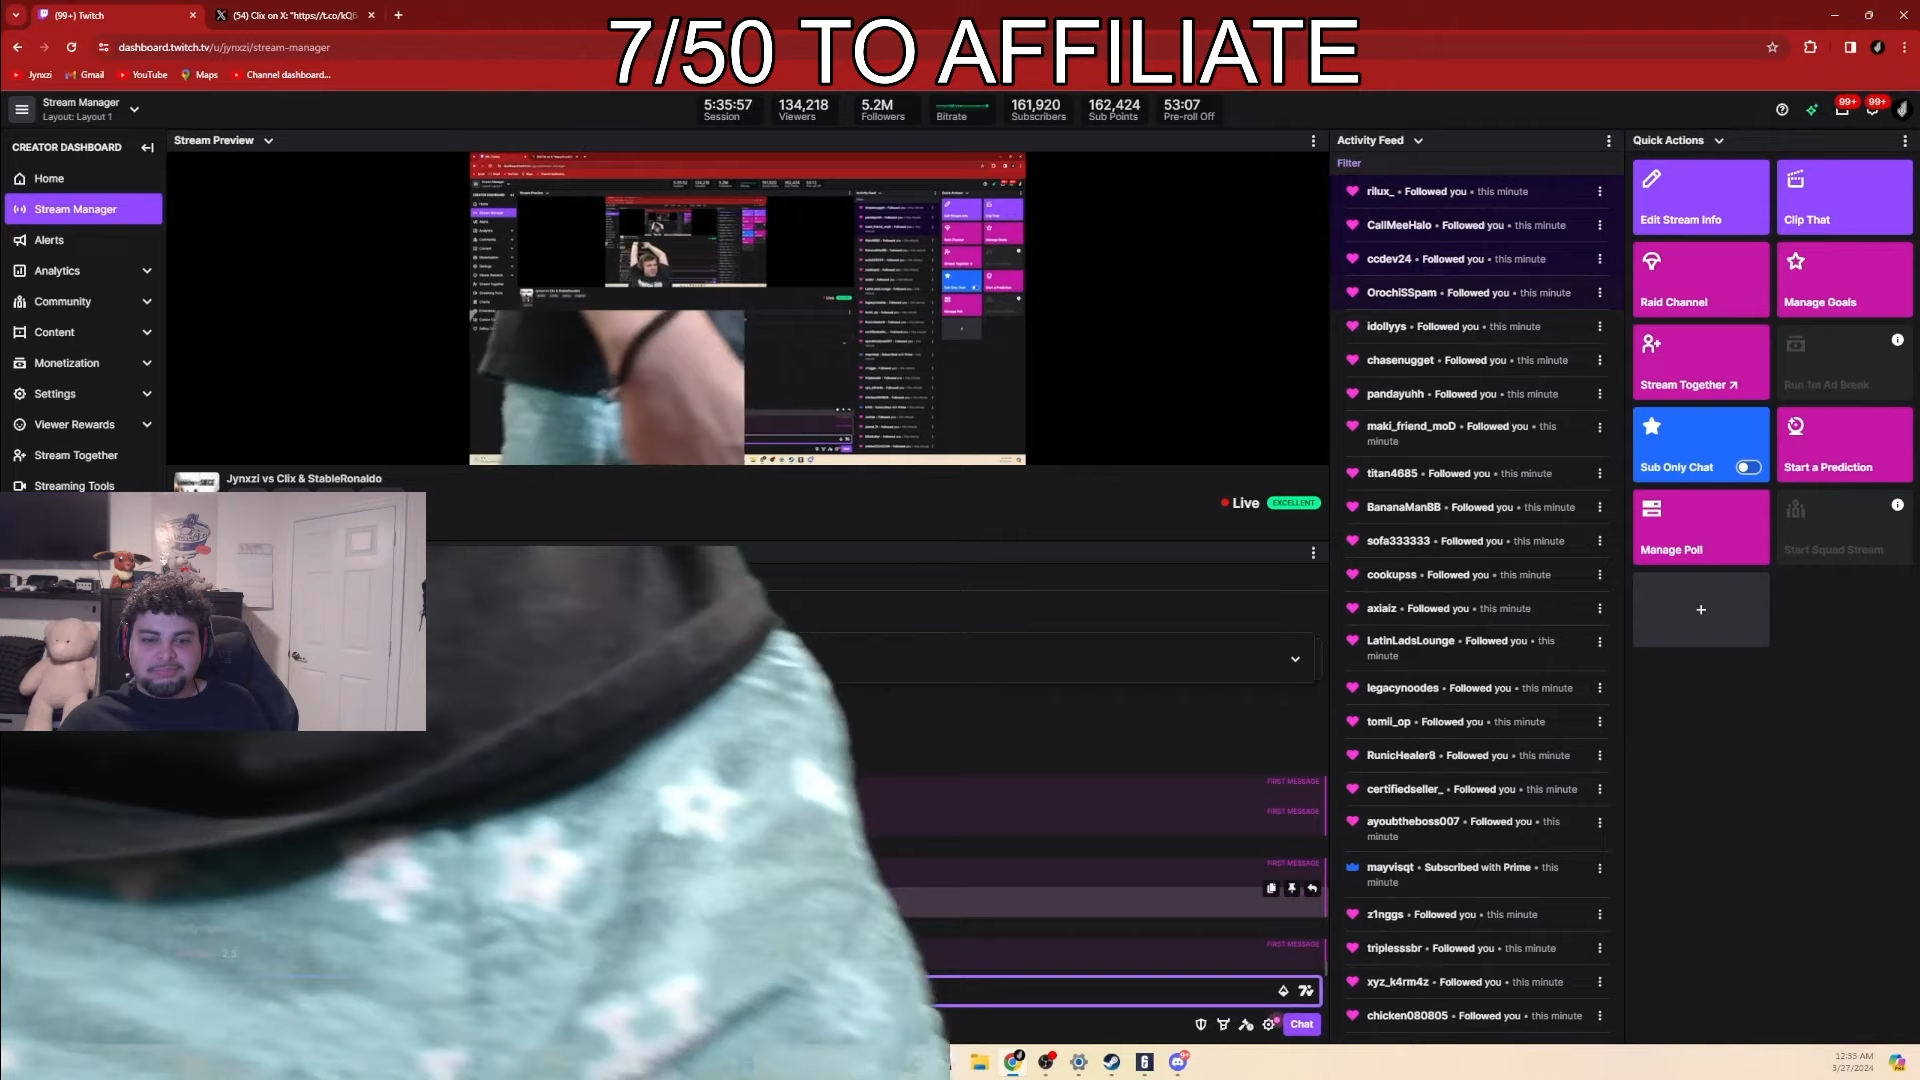 (99+) Twitch
(54) Clix on X: "https://t.co/kQ6
7/50 TO AFFILIATE
dashboard.twitch.tv/u/jynxzi/stream-manager
Jynxzi
Gmail
YouTube
Maps
Channel dashboard...
Stream Manager
Layout: Layout 1
5:35:57
Session
134,218
Viewers
5.2M
Followers
Bitrate
161,920
Subscribers
162,424
Sub Points
53:07
Pre-roll Off
99+
99+
CREATOR DASHBOARD
Home
Stream Manager
Alerts
Analytics
Community
Content
Monetization
Settings
Viewer Rewards
Stream Together
Streaming Tools
Stream Preview
Jynxzi vs Clix & StableRonaldo
Live
EXCELLENT
FIRST MESSAGE
FIRST MESSAGE
FIRST MESSAGE
FIRST MESSAGE
Chat
Activity Feed
Filter
rilux_ • Followed you • this minute
CallMeeHalo • Followed you • this minute
ccdev24 • Followed you • this minute
OrochiSSpam • Followed you • this minute
idollyys • Followed you • this minute
chasenugget • Followed you • this minute
pandayuhh • Followed you • this minute
maki_friend_moD • Followed you • this
minute
titan4685 • Followed you • this minute
BananaManBB • Followed you • this minute
sofa333333 • Followed you • this minute
cookupss • Followed you • this minute
axiaiz • Followed you • this minute
LatinLadsLounge • Followed you • this
minute
legacynoodes • Followed you • this minute
tomii_op • Followed you • this minute
RunicHealer8 • Followed you • this minute
certifiedseller_ • Followed you • this minute
ayoubtheboss007 • Followed you • this
minute
mayvisqt • Subscribed with Prime • this
minute
z1nggs • Followed you • this minute
triplesssbr • Followed you • this minute
xyz_k4rm4z • Followed you • this minute
chicken080805 • Followed you • this minute
Quick Actions
Edit Stream Info
Clip That
Raid Channel
Manage Goals
Stream Together
Run 1m Ad Break
Sub Only Chat
Start a Prediction
Manage Poll
Start Squad Stream
12:35 AM
3/27/2024